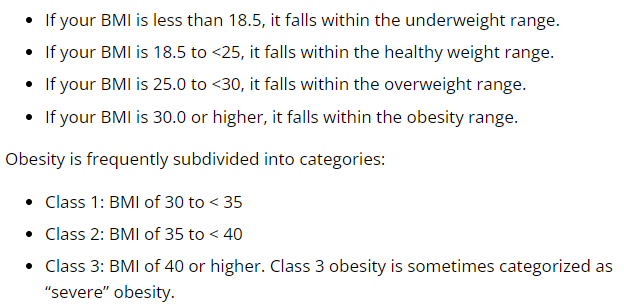 • If your BMI is less than 18.5, it falls within the underweight range.
• If your BMI is 18.5 to <25, it falls within the healthy weight range.
• If your BMI is 25.0 to <30, it falls within the overweight range.
• If your BMI is 30.0 or higher, it falls within the obesity range.
Obesity is frequently subdivided into categories:
• Class 1: BMI of 30 to < 35
• Class 2: BMI of 35 to < 40
• Class 3: BMI of 40 or higher. Class 3 obesity is sometimes categorized as
“severe” obesity.